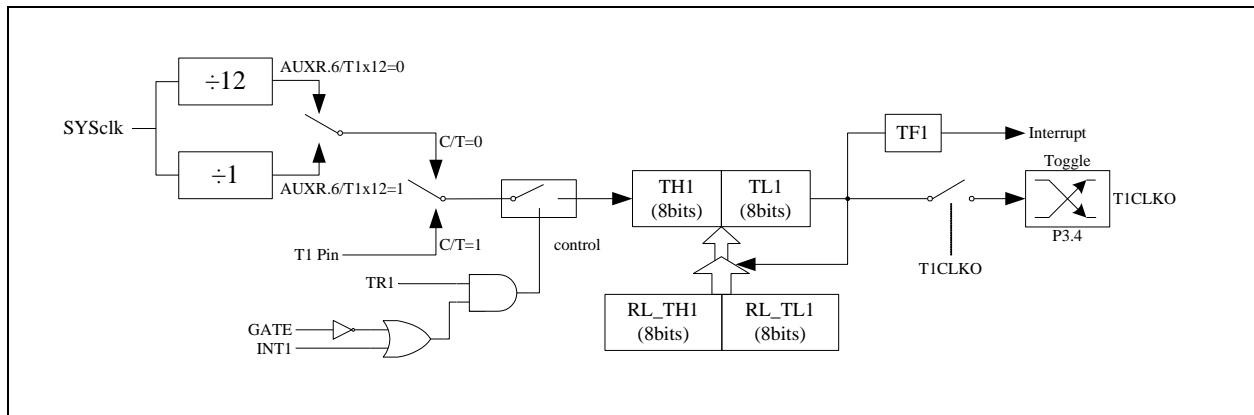 AUXR.6/T1x12=0
÷12
SYSclk
C/T=0
÷1
AUXR.6/T1x12=1
T1 Pin
C/T=1
control
TR1
GATE
INT1
TH1
(8bits)
TL1
(8bits)
RL_TH1
(8bits)
RL_TL1
(8bits)
TF1
Interrupt
Toggle
T1CLKO
P3.4
T1CLKO